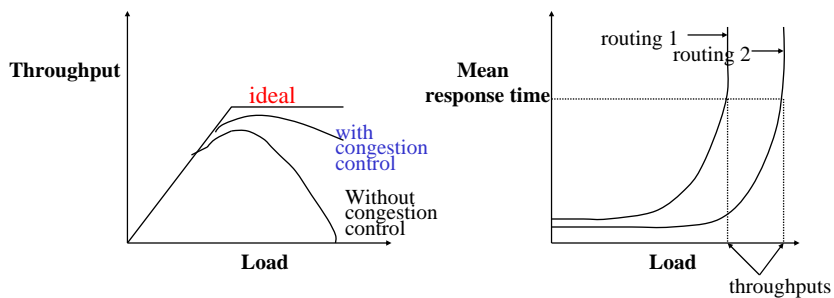 Throughput
ideal
with
congestion
control
Without
congestion
control
Load
routing 1
routing 2
Mean
response time
Load
throughputs